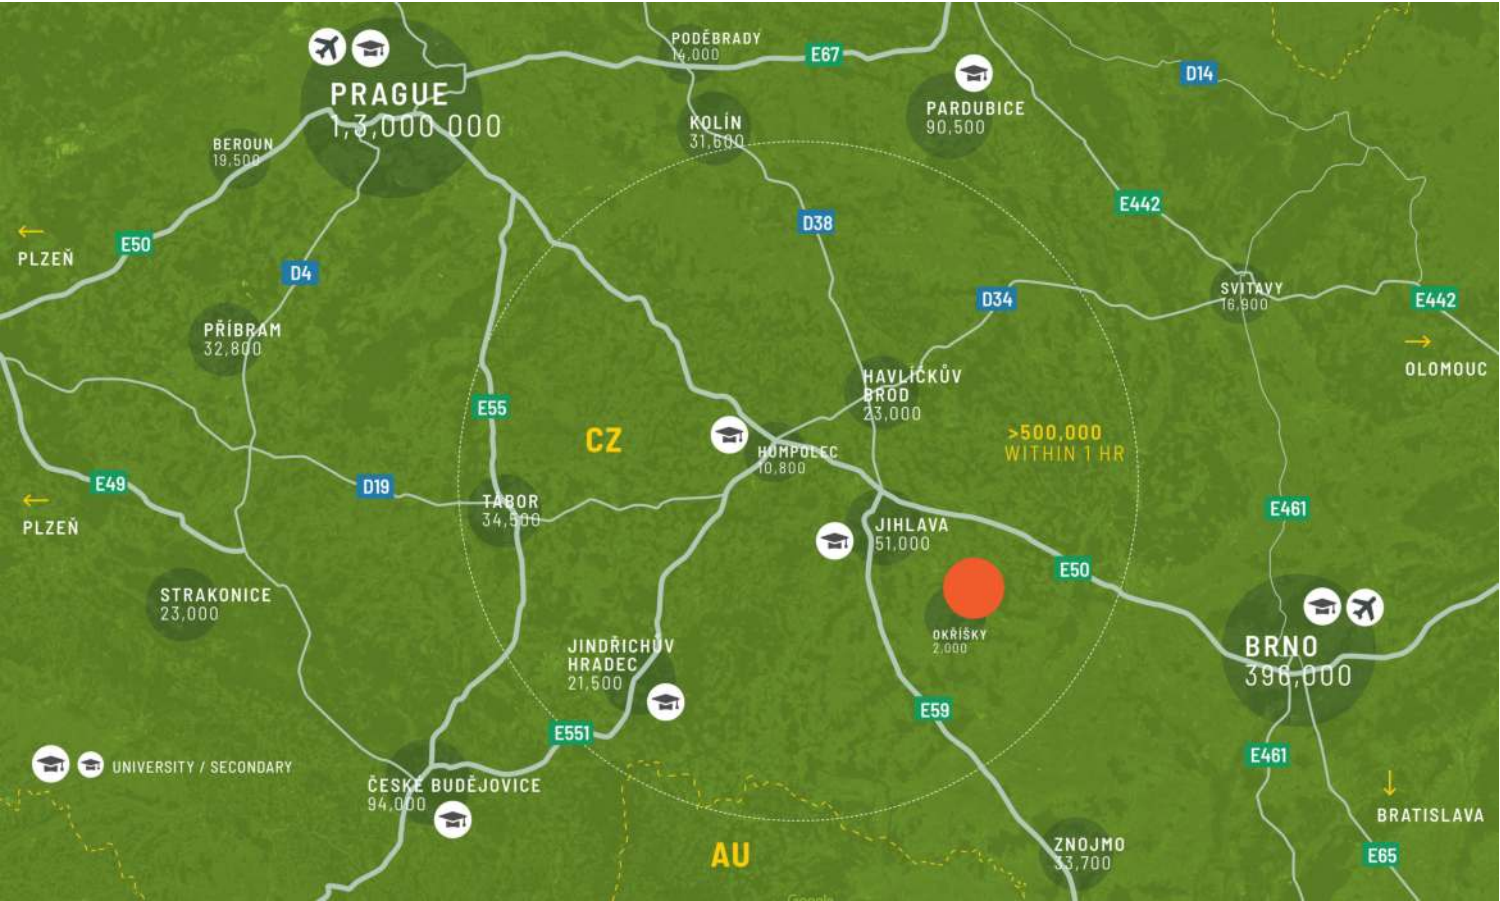 PODĚBRADY
14,000
E67
D14
PRAGUE
1,3,000 000
PARDUBICE
90,500
KOLÍN
31,600
BEROUN
19,500
E442
D38
E50
PLZEŇ
D4
SVITAVY
16,900
D34
E442
PŘÍBRAM
32,800
OLOMOUC
HAVLÍČKŮV
BROD
23,000
E55
CZ
>500,000
WITHIN 1 HR
HUMPOLEC
10,800
E49
D19
PLZEŇ
TÁBOR
34,500
E461
JIHLAVA
51,000
E50
STRAKONICE
23,000
OKŘÍŠKY
2,000
JINDŘICHŮV
HRADEC
21,500
BRNO
396,000
E59
E551
E461
UNIVERSITY / SECONDARY
ČESKÉ BUDĚJOVICE
94,000
BRATISLAVA
AU
ZNOJMO
33,700
E65
Google